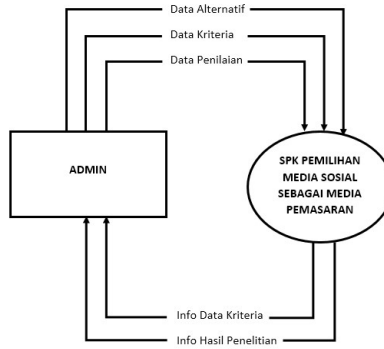 Data Alternatif
Data Kriteria
Data Penilaian
ADMIN
SPK PEMILIHAN
MEDIA SOSIAL
SEBAGAI MEDIA
PEMASARAN
Info Data Kriteria
Info Hasil Penelitian